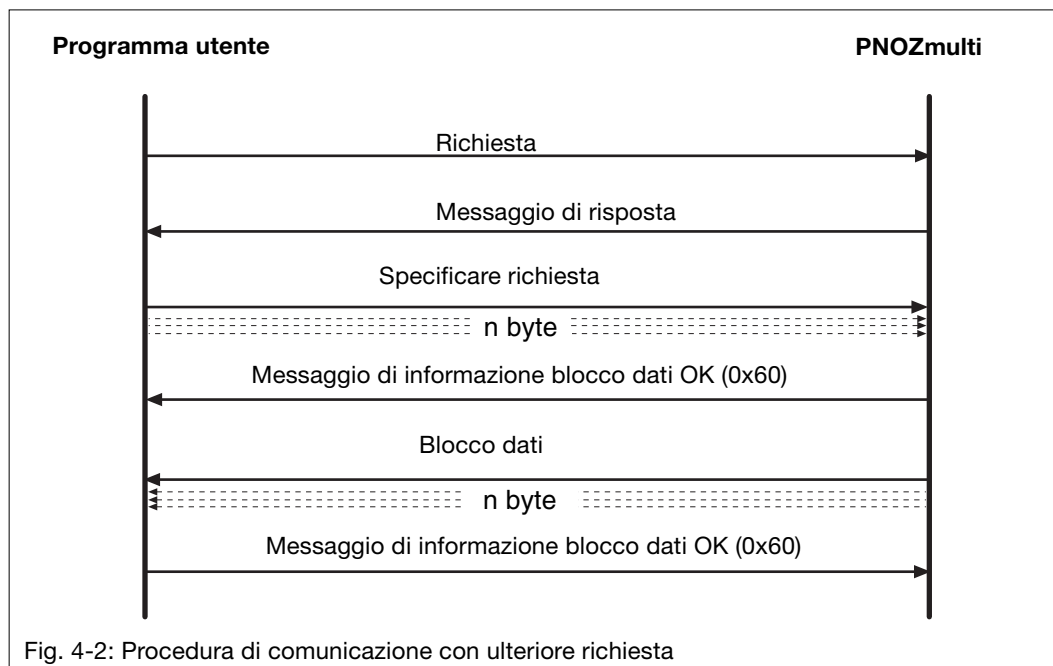 Programma utente
PNOZmulti
Richiesta
Messaggio di risposta
Specificare richiesta
n byte
Messaggio di informazione blocco dati OK (0x60)
Blocco dati
n byte
Messaggio di informazione blocco dati OK (0x60)
Fig. 4-2: Procedura di comunicazione con ulteriore richiesta